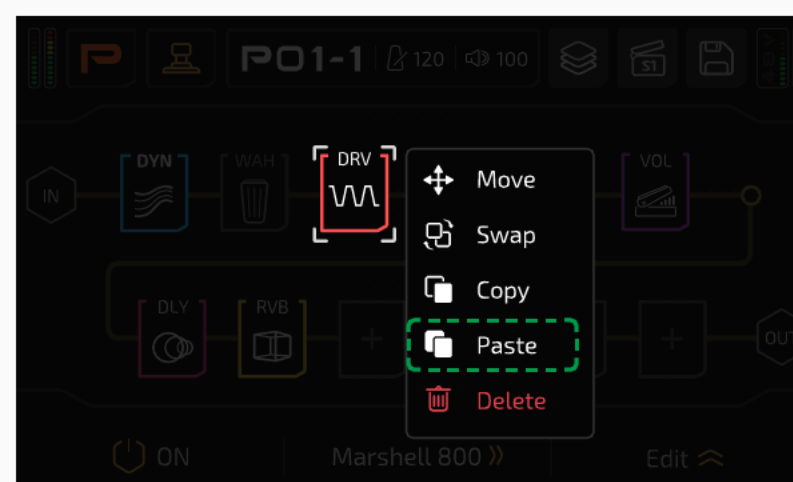 P01-1 120 100 S1 48V
DYN WAH DRV VOL
IN
Move
Swap
Copy
Paste
Delete
DLY RVB
OUT
ON Marshell 800 Edit